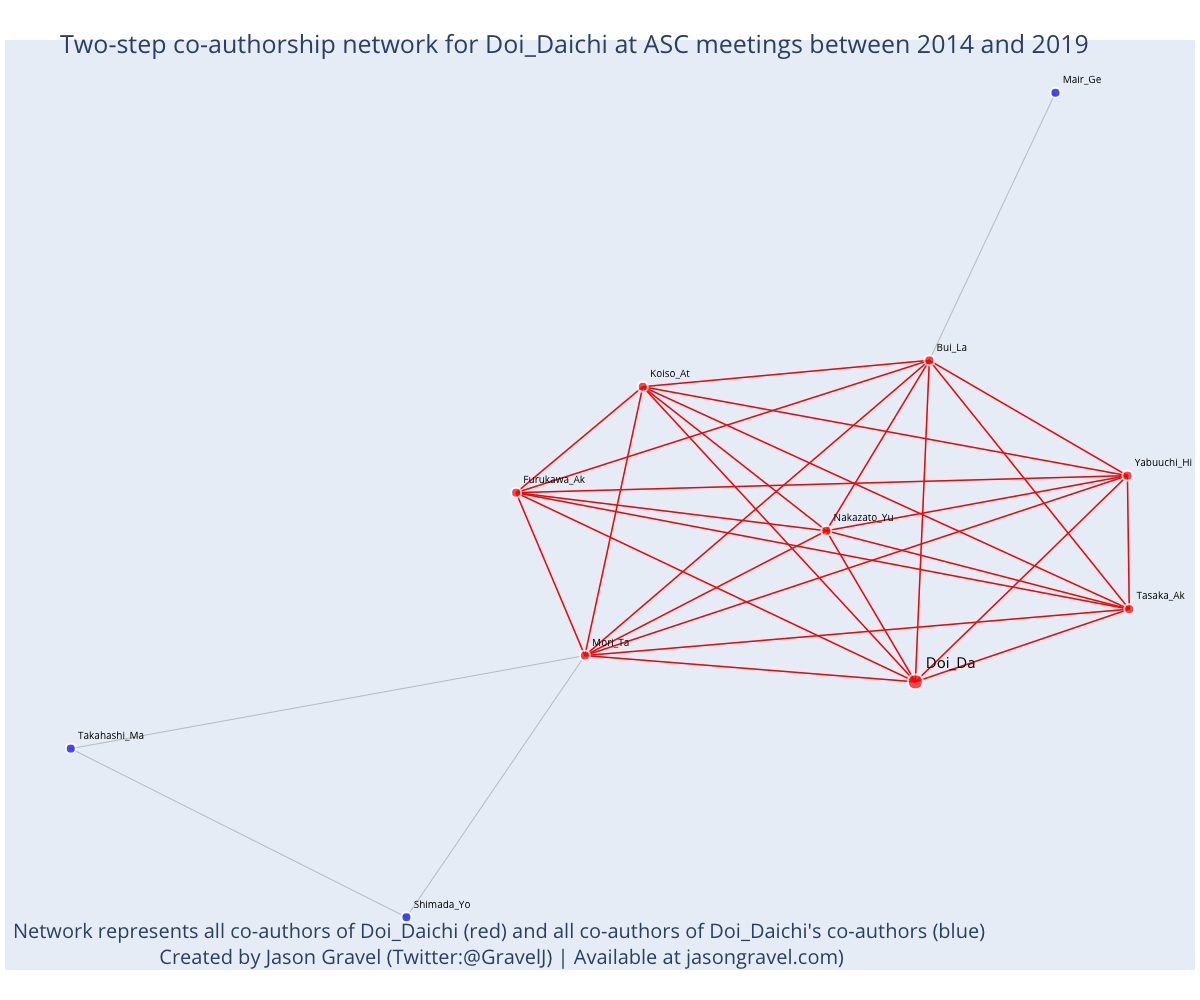 Two-step co-authorship network for Doi_Daichi at ASC meetings between 2014 and 2019
Mair_Ge
Bui_La
Koiso_At
Yabuuchi_Hi
Furukawa_Ak
Nakazato_Yu
Tasaka_Ak
Mori_Ta
Doi_Da
Takahashi_Ma
Shimada_Yo
Network represents all co-authors of Doi_Daichi (red) and all co-authors of Doi_Daichi's co-authors (blue)
Created by Jason Gravel (Twitter:@GravelJ) | Available at jasongravel.com)